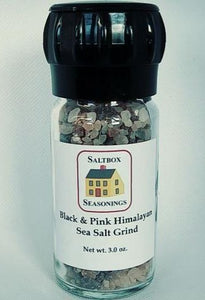 SALTBOX
SEASONINGS
Black & Pink Himalayan
Sea Salt Grind
Net wt. 3.0 oz.